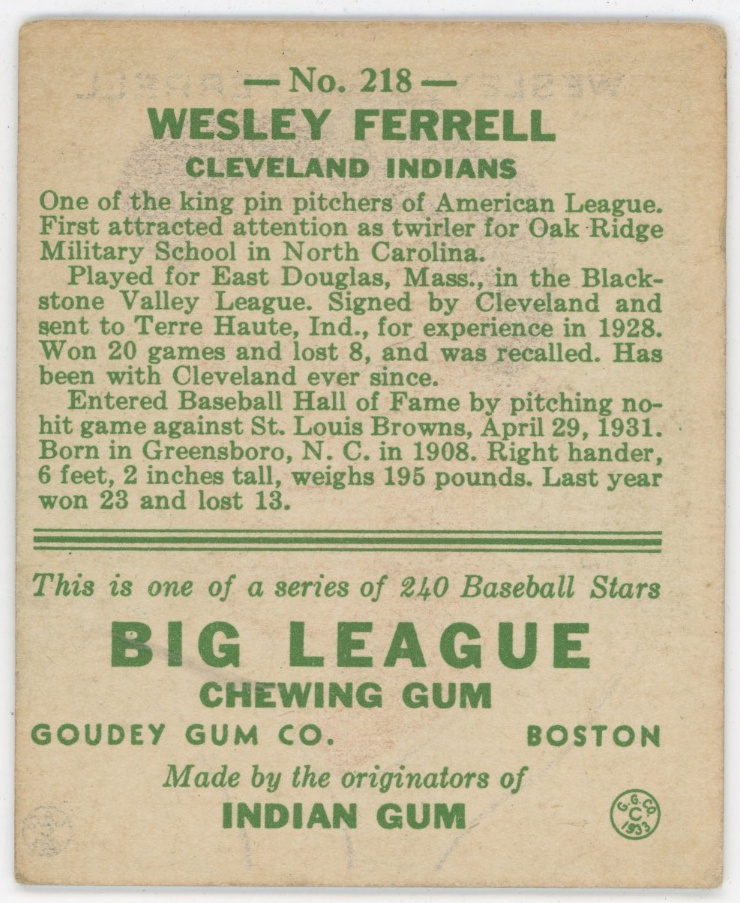 — No. 218 —
WESLEY FERRELL
CLEVELAND INDIANS
One of the king pin pitchers of American League.
First attracted attention as twirler for Oak Ridge
Military School in North Carolina.
Played for East Douglas, Mass., in the Black-
stone Valley League. Signed by Cleveland and
sent to Terre Haute, Ind., for experience in 1928.
Won 20 games and lost 8, and was recalled. Has
been with Cleveland ever since.
Entered Baseball Hall of Fame by pitching no-
hit game against St. Louis Browns, April 29, 1931.
Born in Greensboro, N. C. in 1908. Right hander,
6 feet, 2 inches tall, weighs 195 pounds. Last year
won 23 and lost 13.
This is one of a series of 240 Baseball Stars
BIG LEAGUE
CHEWING GUM
GOUDEY GUM CO. BOSTON
Made by the originators of
INDIAN GUM
G. G. CO.
C
1933